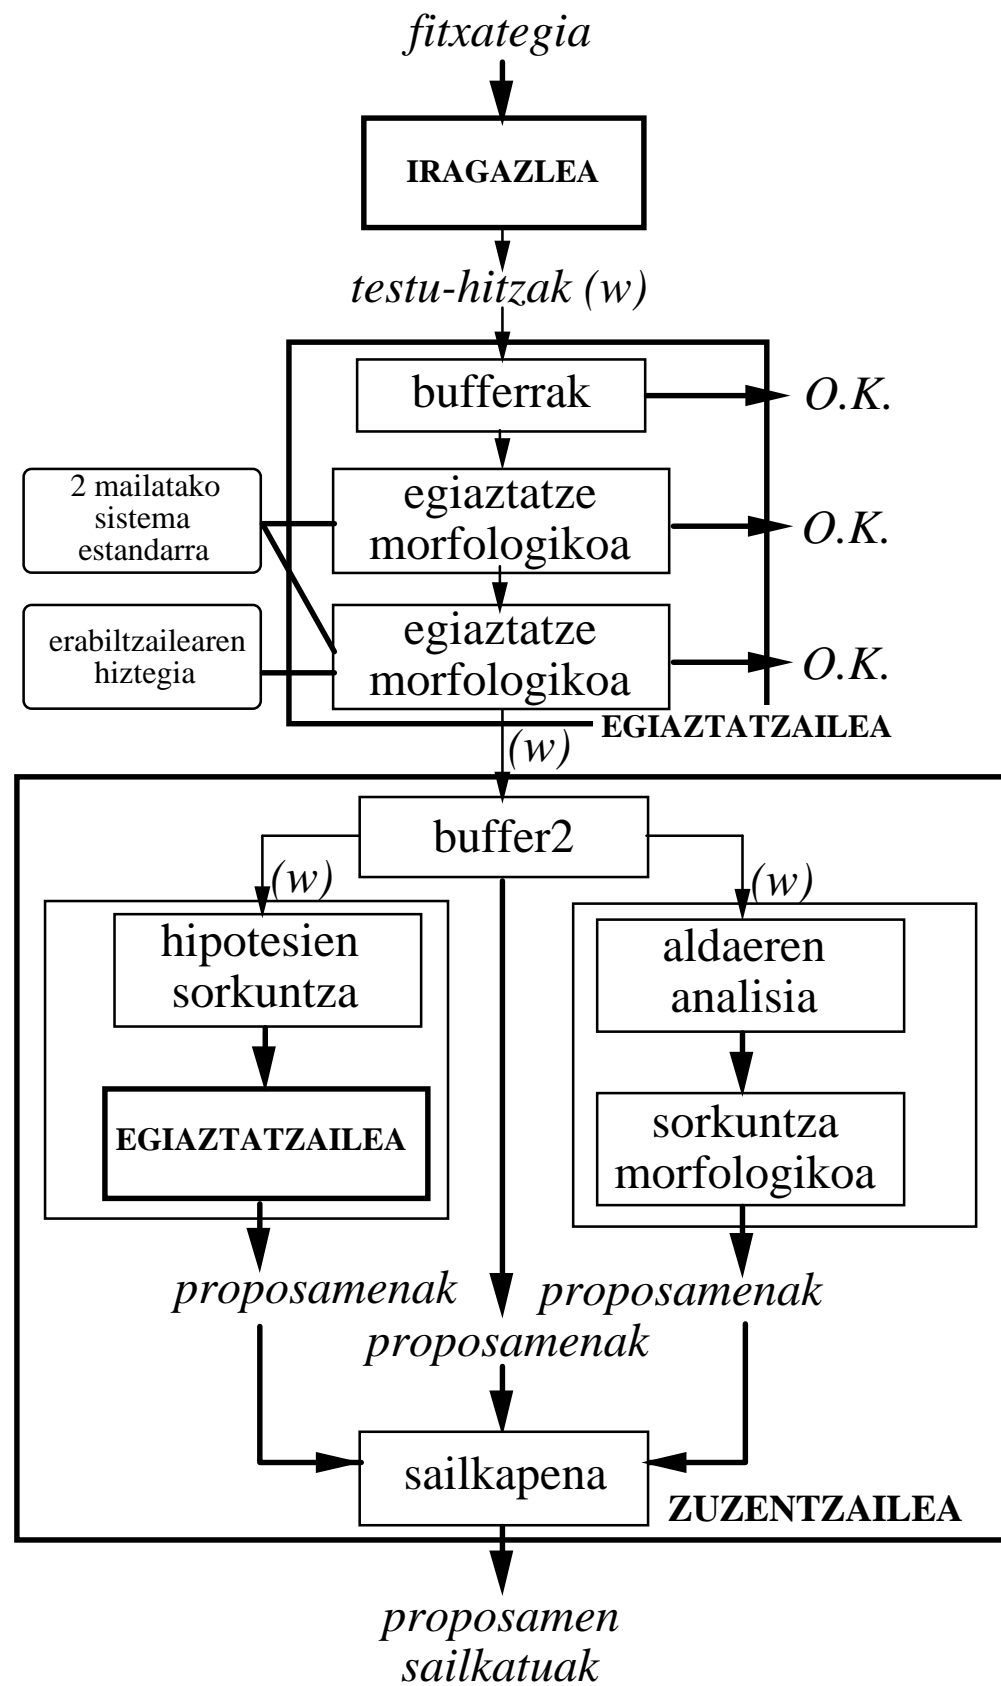 fitxategia
IRAGAZLEA
testu-hitzak (w)
bufferrak
O.K.
2 mailatako
sistema
estandarra
egiaztatze
morfologikoa
O.K.
erabiltzailearen
hiztegia
egiaztatze
morfologikoa
O.K.
EGIAZTATZAILEA
(w)
buffer2
(w)
(w)
hipotesien
sorkuntza
aldaeren
analisia
EGIAZTATZAILEA
sorkuntza
morfologikoa
proposamenak
proposamenak
proposamenak
sailkapena
ZUZENTZAILEA
proposamen
sailkatuak